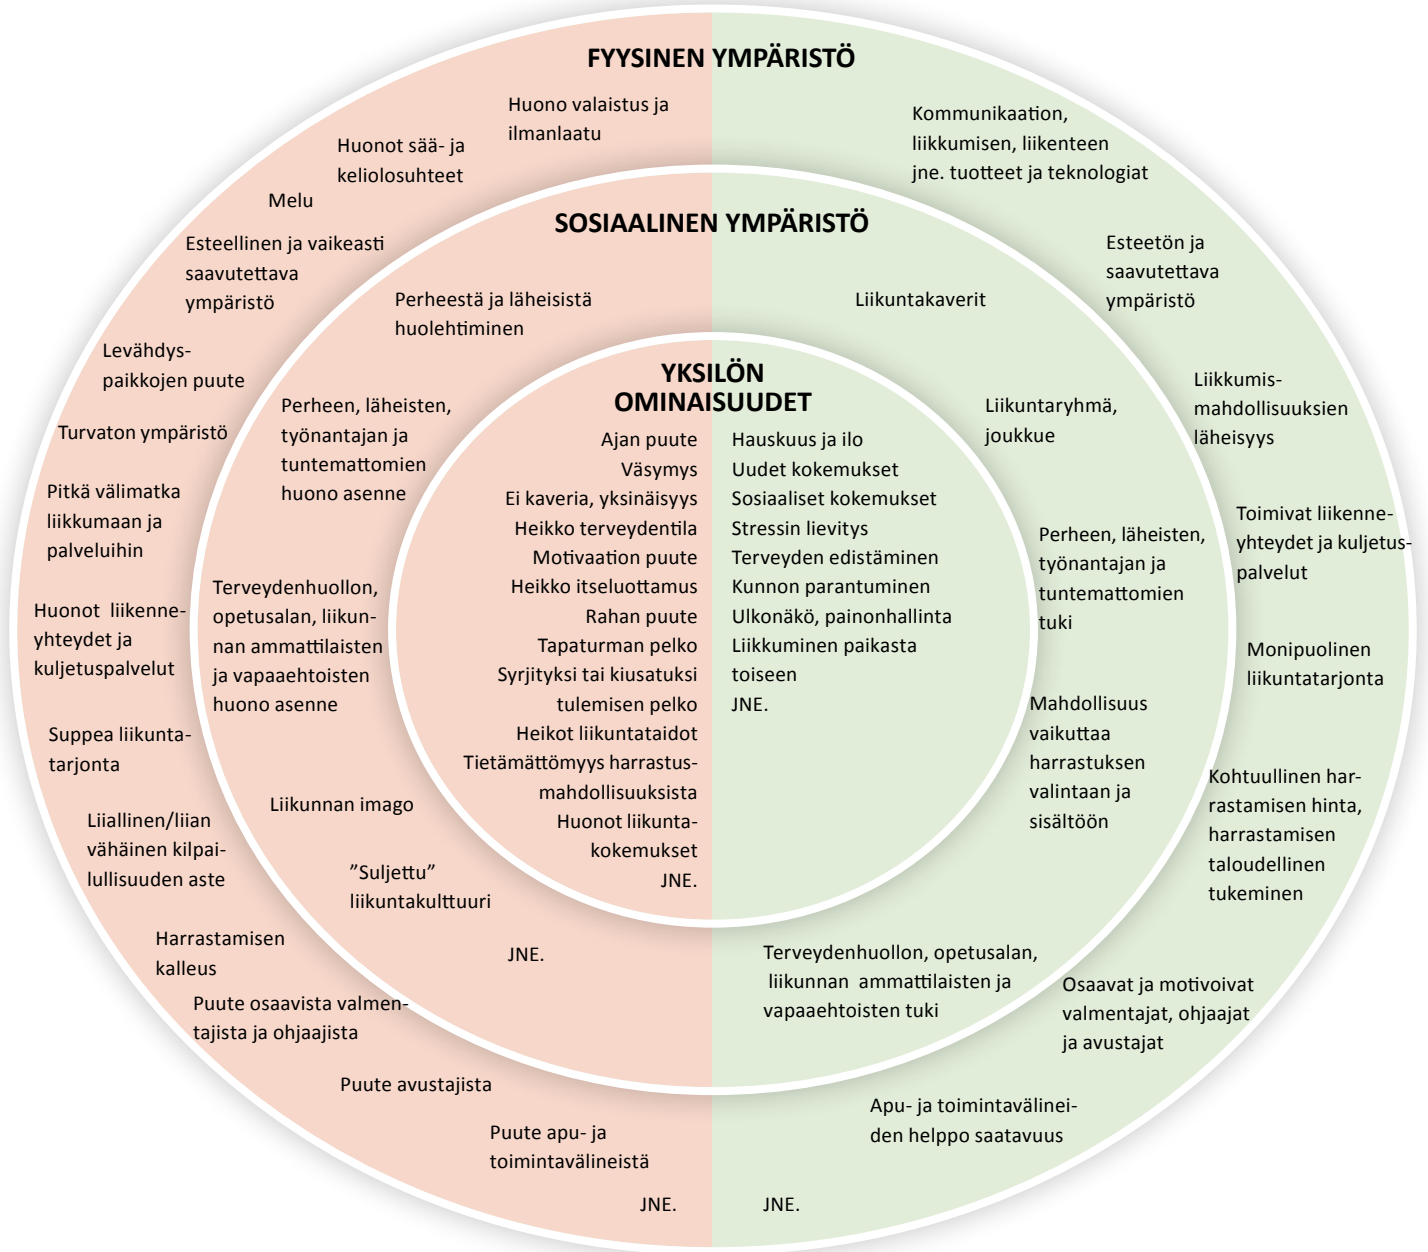 FYYSINEN YMPÄRISTÖ
Huono valaistus ja
ilmanlaatu
Huonot sää- ja
keliolosuhteet
Melu
Esteellinen ja vaikeasti
saavutettava
ympäristö
Levähdys-
paikkojen puute
Turvaton ympäristö
Pitkä välimatka
liikkumaan ja
palveluihin
Huonot liikenne-
yhteydet ja
kuljetuspalvelut
Suppea liikunta-
tarjonta
Liiallinen/liian
vähäinen kilpai-
lullisuuden aste
Harrastamisen
kalleus
Puute osaavista valmen-
tajista ja ohjaajista
Puute avustajista
Puute apu- ja
toimintavälineistä
JNE.
Kommunikaation,
liikkumisen, liikenteen
jne. tuotteet ja teknologiat
Esteetön ja
saavutettava
ympäristö
Liikkumis-
mahdollisuuksien
läheisyys
Toimivat liikenne-
yhteydet ja kuljetus-
palvelut
Monipuolinen
liikuntatarjonta
Kohtuullinen har-
rastamisen hinta,
harrastamisen
taloudellinen
tukeminen
Osaavat ja motivoivat
valmentajat, ohjaajat
ja avustajat
Apu- ja toimintavälinei-
den helppo saatavuus
JNE.
SOSIAALINEN YMPÄRISTÖ
Perheestä ja läheisistä
huolehtiminen
Perheen, läheisten,
työnantajan ja
tuntemattomien
huono asenne
Terveydenhuollon,
opetusalan, liikun-
nan ammattilaisten
ja vapaaehtoisten
huono asenne
Liikunnan imago
”Suljettu”
liikuntakulttuuri
JNE.
Liikuntakaverit
Liikuntaryhmä,
joukkue
Perheen, läheisten,
työnantajan ja
tuntemattomien
tuki
Mahdollisuus
vaikuttaa
harrastuksen
valintaan ja
sisältöön
Terveydenhuollon, opetusalan,
liikunnan ammattilaisten ja
vapaaehtoisten tuki
YKSILÖN
OMINAISUUDET
Ajan puute
Väsymys
Ei kaveria, yksinäisyys
Heikko terveydentila
Motivaation puute
Heikko itseluottamus
Rahan puute
Tapaturman pelko
Syrjityksi tai kiusatuksi
tulemisen pelko
Heikot liikuntataidot
Tietämättömyys harrastus-
mahdollisuuksista
Huonot liikunta-
kokemukset
JNE.
Hauskuus ja ilo
Uudet kokemukset
Sosiaaliset kokemukset
Stressin lievitys
Terveyden edistäminen
Kunnon parantuminen
Ulkonäkö, painonhallinta
Liikkuminen paikasta
toiseen
JNE.